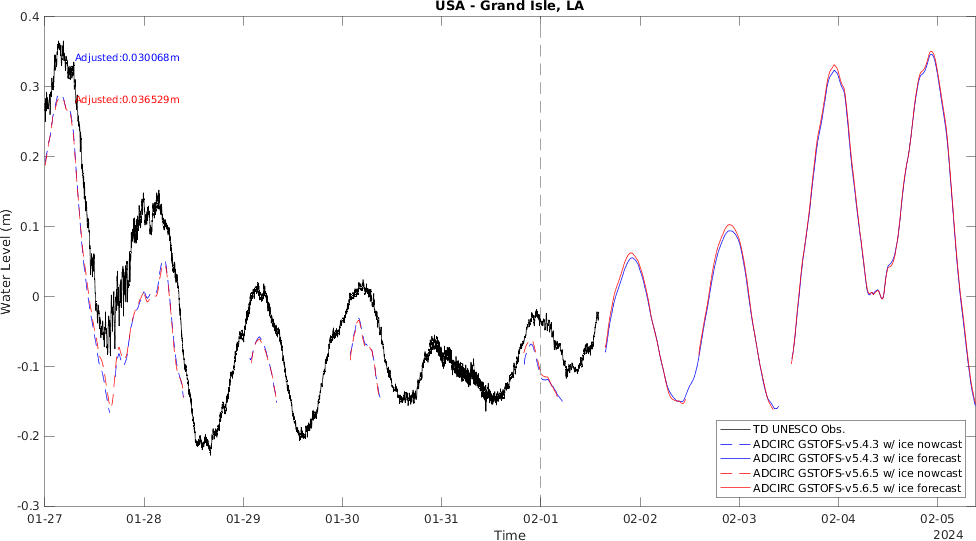 USA - Grand Isle, LA
0.4
0.3
0.2
0.1
0
-0.1
-0.2
-0.3
Water Level (m)
Adjusted:0.030068m
Adjusted:0.036529m
TD UNESCO Obs.
ADCIRC GSTOFS-v5.4.3 w/ ice nowcast
ADCIRC GSTOFS-v5.4.3 w/ ice forecast
ADCIRC GSTOFS-v5.6.5 w/ ice nowcast
ADCIRC GSTOFS-v5.6.5 w/ ice forecast
01-27 01-28 01-29 01-30 01-31 02-01 02-02 02-03 02-04 02-05
Time 2024